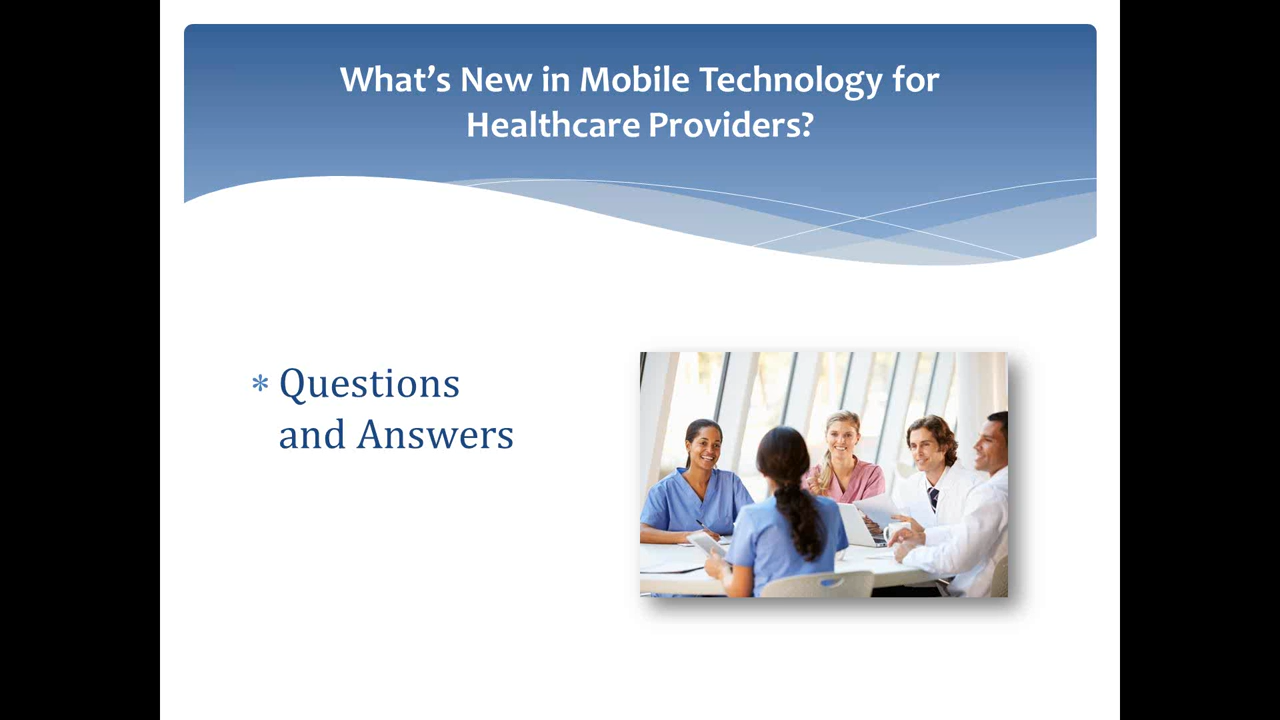 What’s New in Mobile Technology for
Healthcare Providers?
* Questions
and Answers